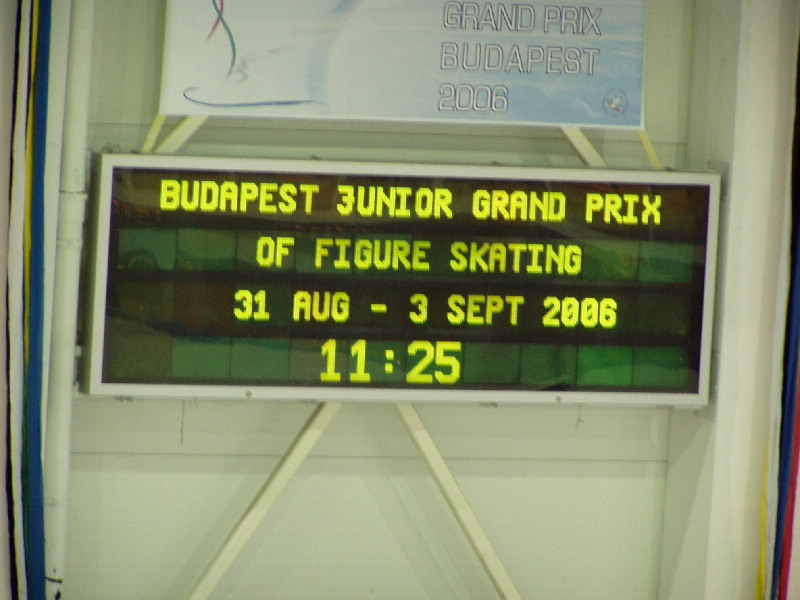 GRAND PRIX
BUDAPEST
2006
BUDAPEST JUNIOR GRAND PRIX
OF FIGURE SKATING
31 AUG - 3 SEPT 2006
11:25